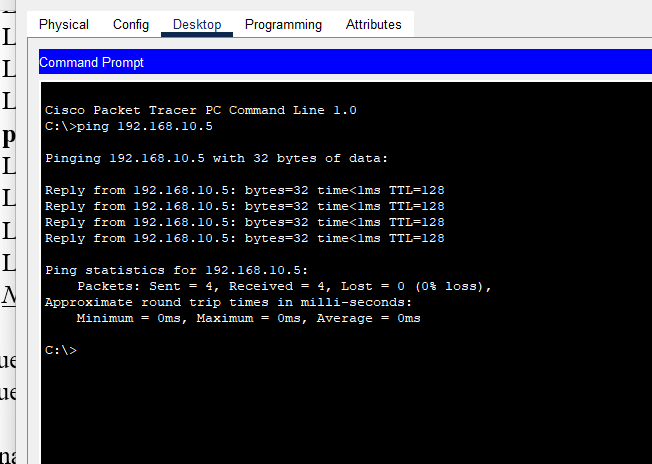 Physical Config Desktop Programming Attributes
Command Prompt
Cisco Packet Tracer PC Command Line 1.0
C:\>ping 192.168.10.5
Pinging 192.168.10.5 with 32 bytes of data:
Reply from 192.168.10.5: bytes=32 time<1ms TTL=128
Reply from 192.168.10.5: bytes=32 time<1ms TTL=128
Reply from 192.168.10.5: bytes=32 time<1ms TTL=128
Reply from 192.168.10.5: bytes=32 time<1ms TTL=128
Ping statistics for 192.168.10.5:
Packets: Sent = 4, Received = 4, Lost = 0 (0% loss),
Approximate round trip times in milli-seconds:
Minimum = 0ms, Maximum = 0ms, Average = 0ms
C:\>